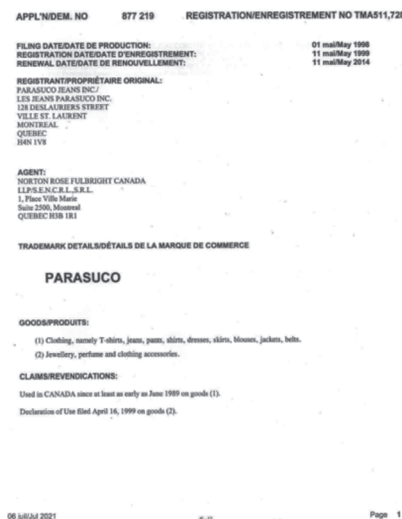 APPL'N/DEM. NO 877 219 REGISTRATION/ENREGISTREMENT NO TMA511,728
FILING DATE/DATE DE PRODUCTION: 01 mai/May 1998
REGISTRATION DATE/DATE D'ENREGISTREMENT: 11 mai/May 1999
RENEWAL DATE/DATE DE RENOUVELLEMENT: 11 mai/May 2014
REGISTRANT/PROPRIÉTAIRE ORIGINAL:
PARASUCO JEANS INC./
LES JEANS PARASUCO INC.
128 DESLAURIERS STREET
VILLE ST. LAURENT
MONTREAL
QUEBEC
H4N 1V8
AGENT:
NORTON ROSE FULBRIGHT CANADA
LLP/S.E.N.C.R.L.,S.R.L.
1, Place Ville Marie
Suite 2500, Montreal
QUEBEC H3B 1R1
TRADEMARK DETAILS/DÉTAILS DE LA MARQUE DE COMMERCE
PARASUCO
GOODS/PRODUITS:
(1) Clothing, namely T-shirts, jeans, pants, shirts, dresses, skirts, blouses, jackets, belts.
(2) Jewellery, perfume and clothing accessories.
CLAIMS/REVENDICATIONS:
Used in CANADA since at least as early as June 1989 on goods (1).
Declaration of Use filed April 16, 1999 on goods (2).
06 juil/Jul 2021 Page 1